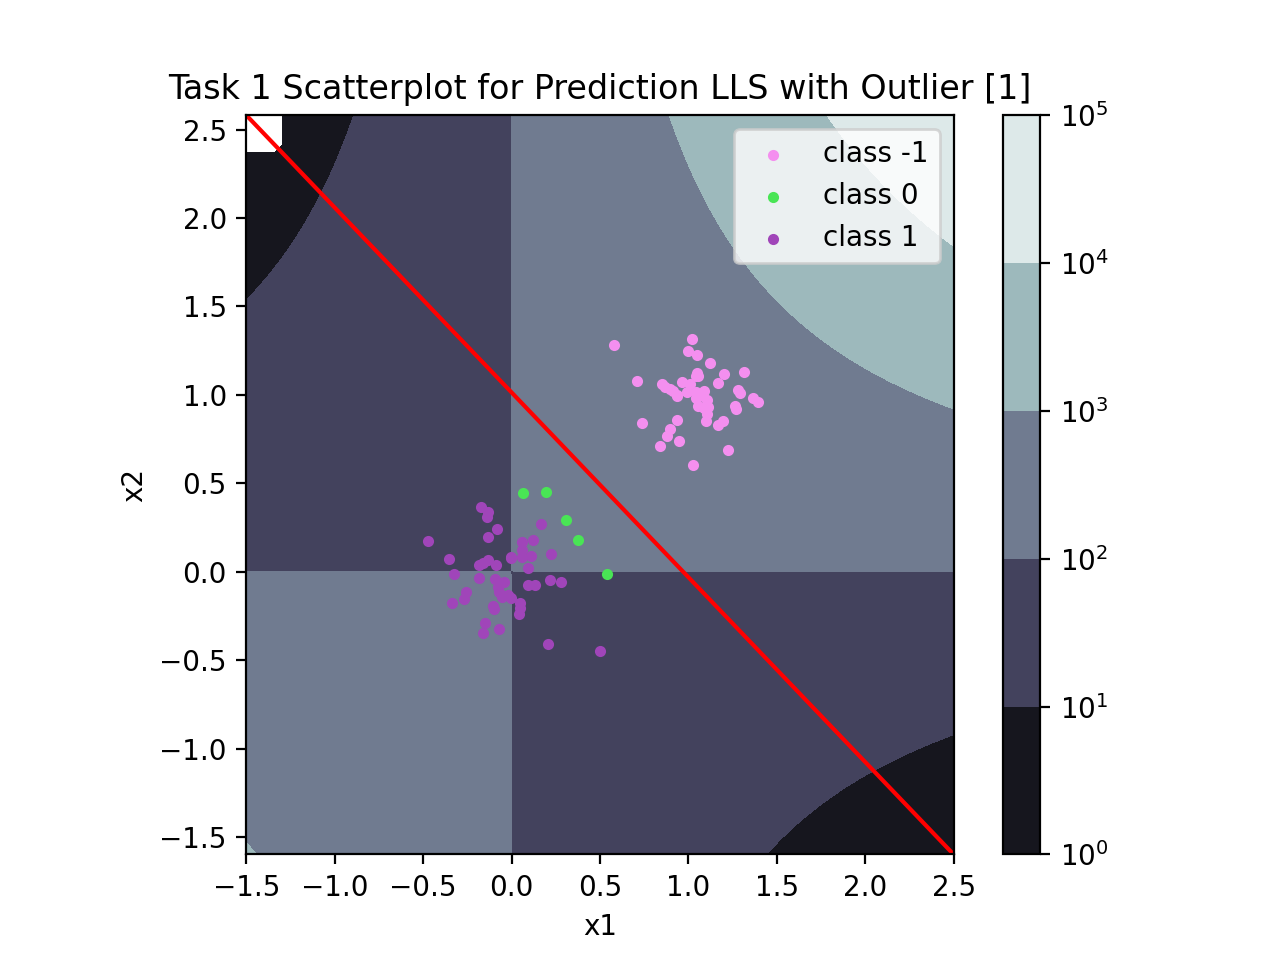 Task 1 Scatterplot for Prediction LLS with Outlier [1]
class -1
class 0
class 1
2.5
2.0
1.5
1.0
0.5
0.0
−0.5
−1.0
−1.5
x2
−1.5 −1.0 −0.5 0.0 0.5 1.0 1.5 2.0 2.5
x1
10⁵
10⁴
10³
10²
10¹
10⁰